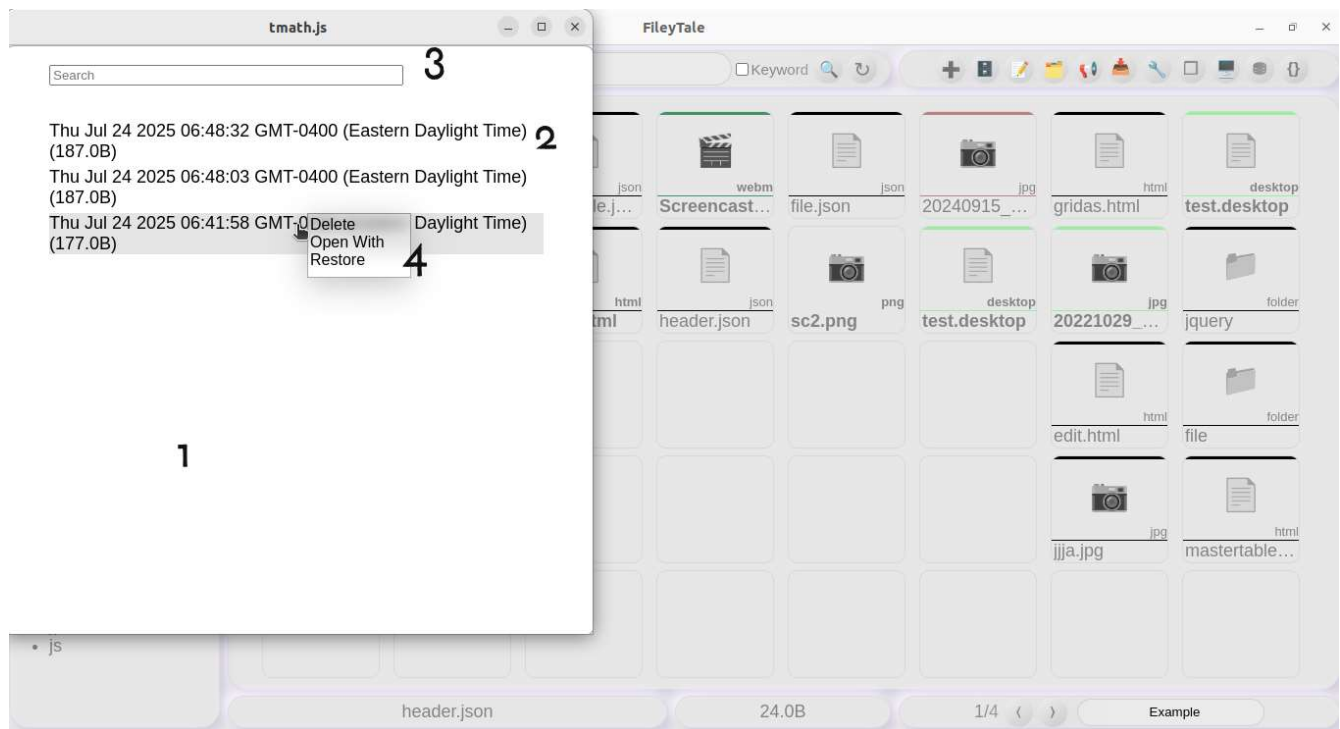 tmath.js
FileyTale
Search
3
Keyword
{}
Thu Jul 24 2025 06:48:32 GMT-0400 (Eastern Daylight Time)
(187.0B)
2
Thu Jul 24 2025 06:48:03 GMT-0400 (Eastern Daylight Time)
(187.0B)
Thu Jul 24 2025 06:41:58 GMT-0 Daylight Time)
(177.0B)
Delete
Open With
Restore
4
1
json
le.j...
webm
Screencast...
json
file.json
jpg
20240915_...
html
gridas.html
desktop
test.desktop
html
tml
json
header.json
png
sc2.png
desktop
test.desktop
jpg
20221029_...
folder
jquery
html
edit.html
folder
file
jpg
jjja.jpg
html
mastertable...
js
header.json
24.0B
1/4
Example